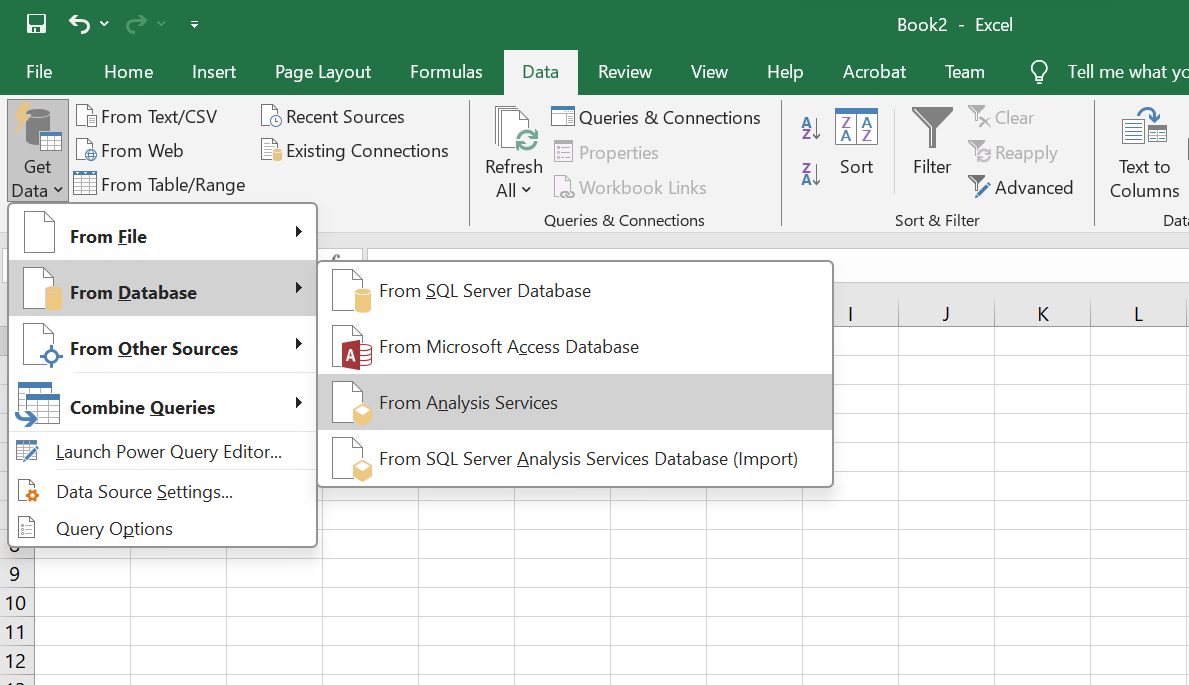 Book2 - Excel
File Home Insert Page Layout Formulas Data Review View Help Acrobat Team Tell me what
Get Data
From Text/CSV
From Web
From Table/Range
Recent Sources
Existing Connections
Refresh All
Queries & Connections
Properties
Workbook Links
Queries & Connections
A Z
Z A
Z A A Z
Sort
Filter
Clear
Reapply
Advanced
Sort & Filter
Text to Columns
From File
From Database
From Other Sources
Combine Queries
Launch Power Query Editor...
Data Source Settings...
Query Options
From SQL Server Database
A
From Microsoft Access Database
From Analysis Services
From SQL Server Analysis Services Database (Import)
I J K L
9
10
11
12